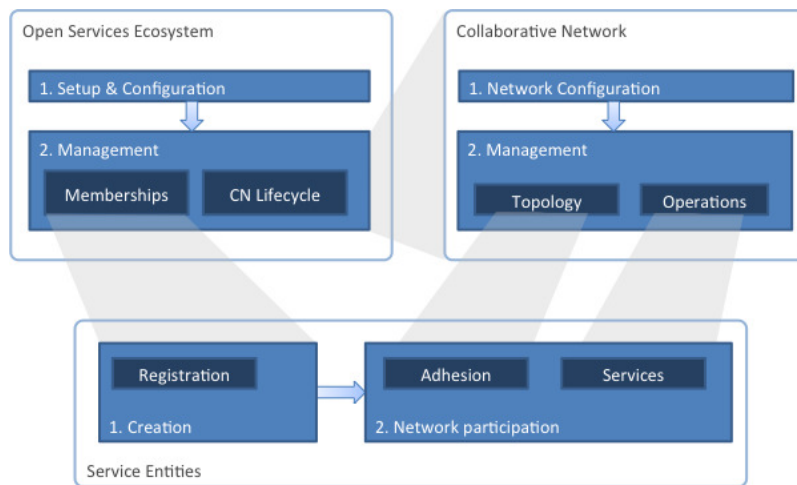 Open Services Ecosystem
1. Setup & Configuration
2. Management
Memberships
CN Lifecycle
Collaborative Network
1. Network Configuration
2. Management
Topology
Operations
Registration
1. Creation
Adhesion
Services
2. Network participation
Service Entities